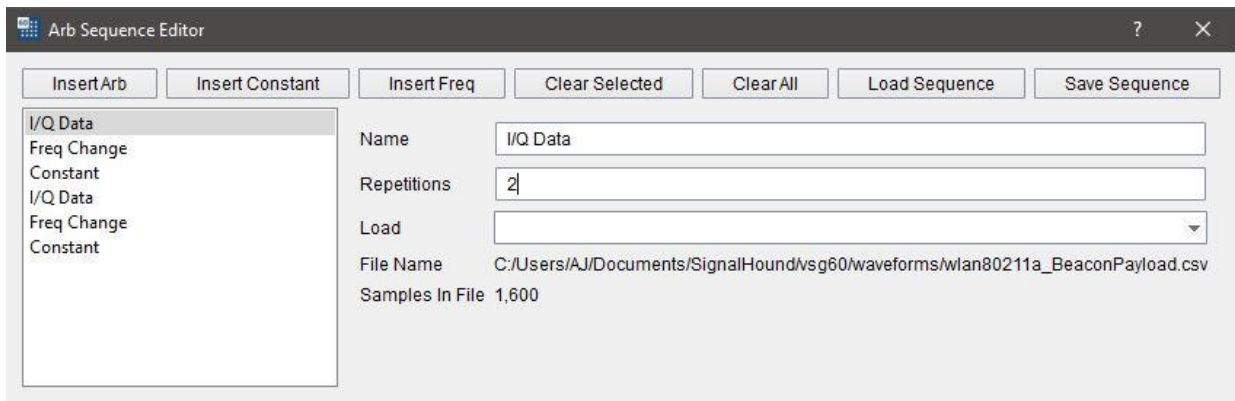 Arb Sequence Editor
Insert Arb Insert Constant Insert Freq Clear Selected Clear All Load Sequence Save Sequence
I/Q Data
Freq Change
Constant
I/Q Data
Freq Change
Constant
Name I/Q Data
Repetitions 2
Load
File Name C:/Users/AJ/Documents/SignalHound/vsg60/waveforms/wlan80211a_BeaconPayload.csv
Samples In File 1,600